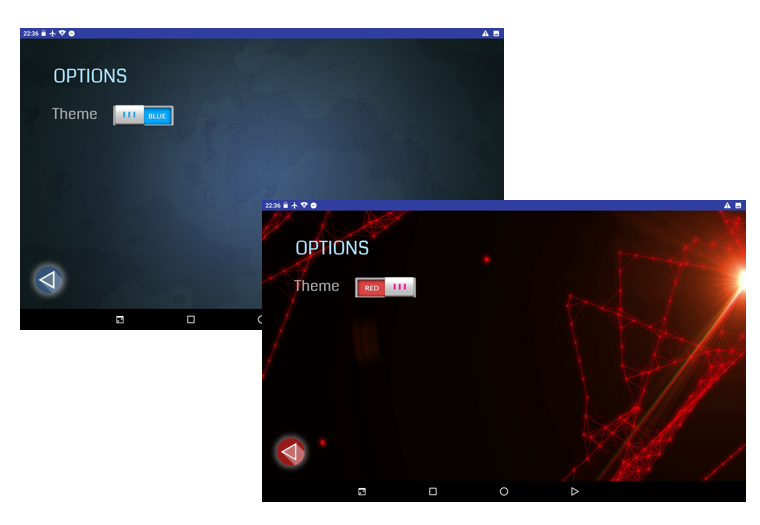 22:36
OPTIONS
Theme BLUE
22:36
OPTIONS
Theme RED